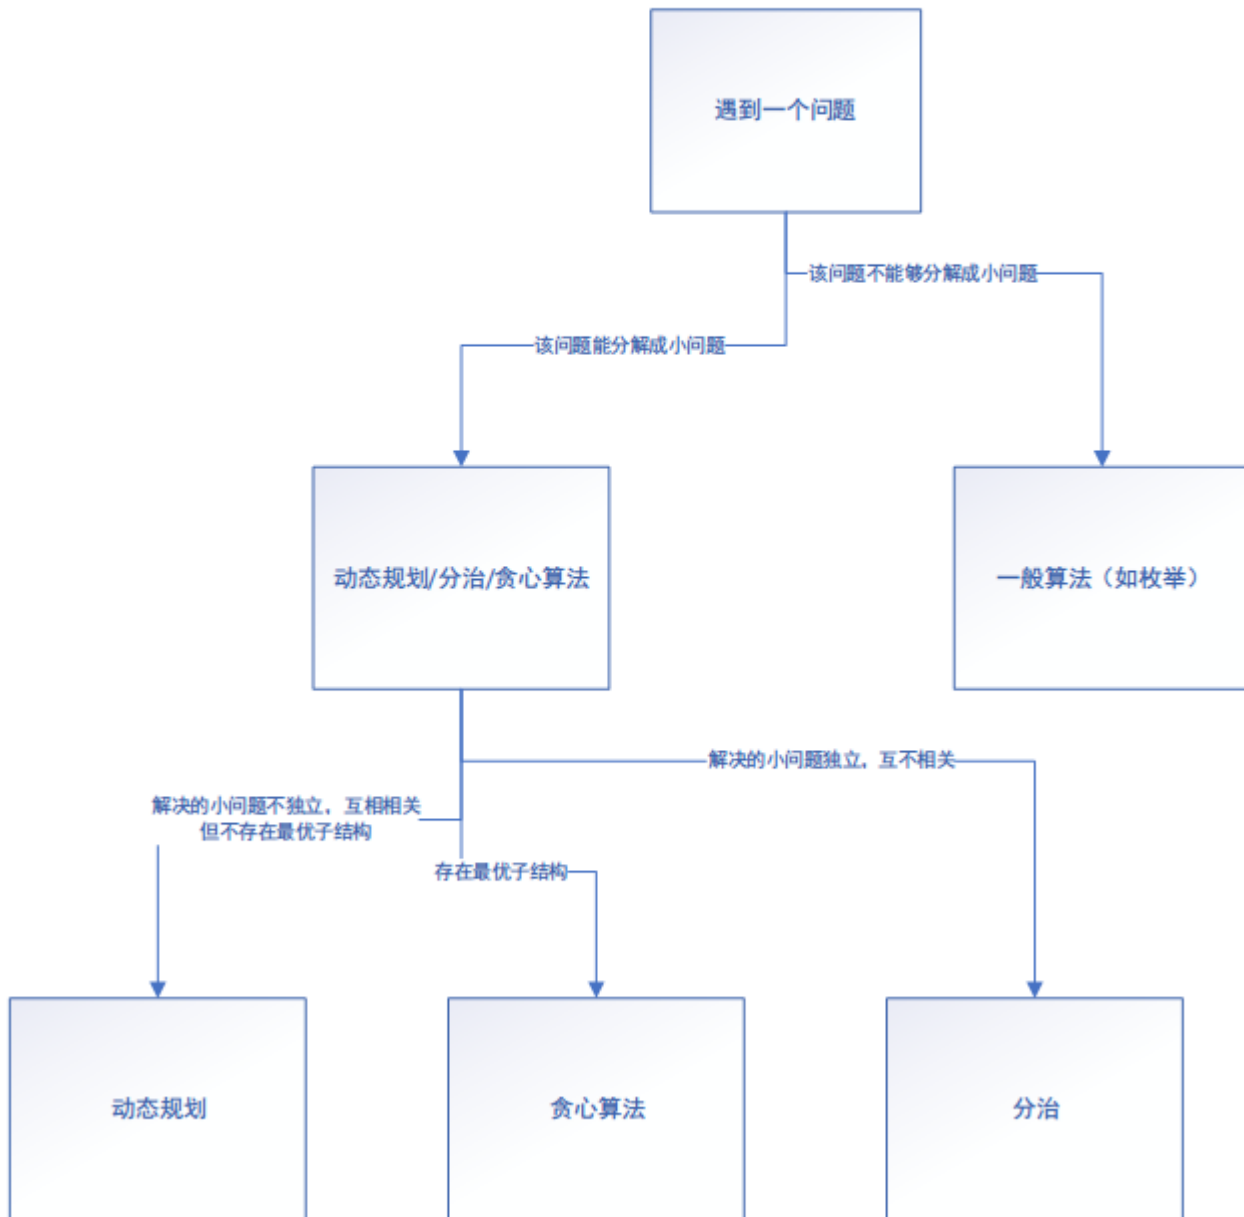 遇到一个问题
该问题不能够分解成小问题
该问题能分解成小问题
动态规划/分治/贪心算法
一般算法（如枚举）
解决的小问题独立，互不相关
解决的小问题不独立，互相相关
但不存在最优子结构
存在最优子结构
动态规划
贪心算法
分治